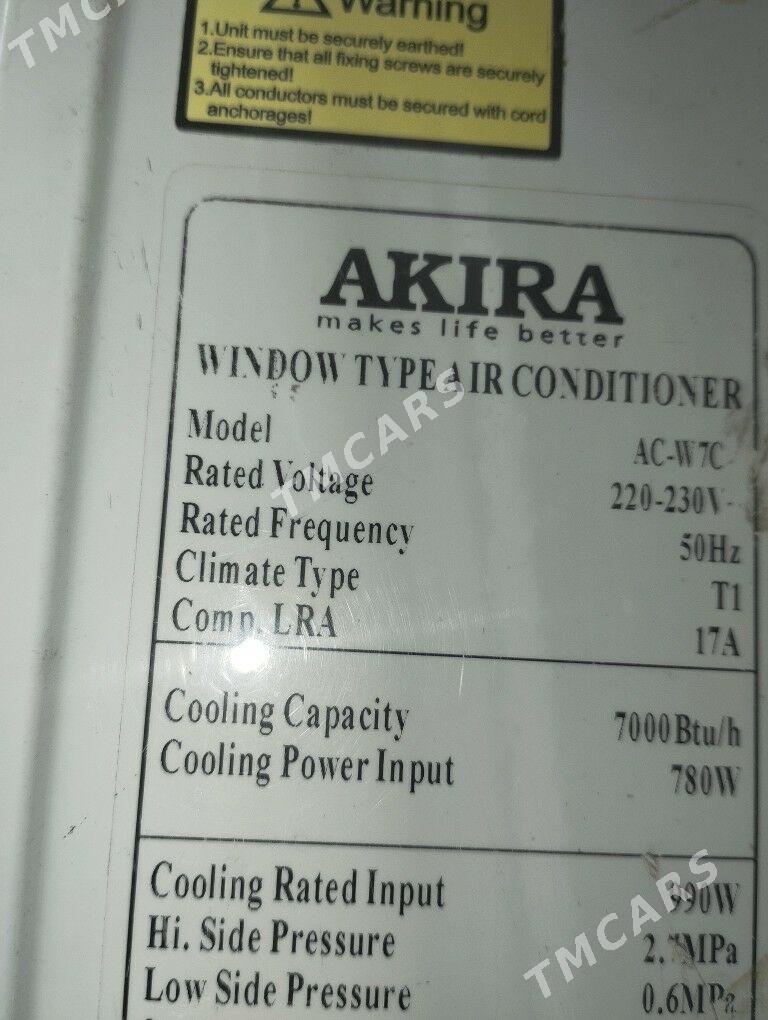 Warning
1.Unit must be securely earthed!
2.Ensure that all fixing screws are securely
tightened!
3.All conductors must be secured with cord
anchorages!
AKIRA
makes life better
WINDOW TYPE AIR CONDITIONER
Model AC-W7C
Rated Voltage 220-230V~
Rated Frequency 50Hz
Climate Type T1
Comp. LRA 17A
Cooling Capacity 7000Btu/h
Cooling Power Input 780W
Cooling Rated Input 990W
Hi. Side Pressure
Low Side Pressure 0.6MPa
TMCARS
TMCARS
TMCARS